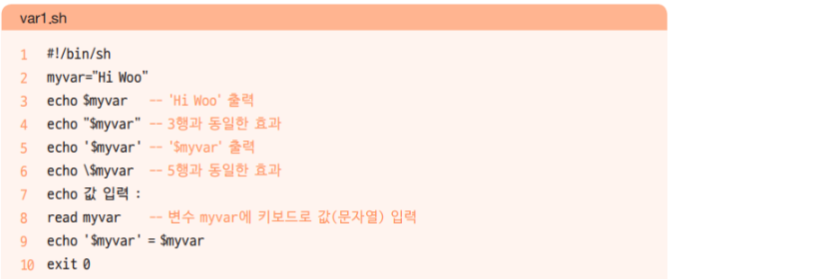 var1.sh
1 #!/bin/sh
2 myvar="Hi Woo"
3 echo $myvar -- 'Hi Woo' 출력
4 echo "$myvar" -- 3행과 동일한 효과
5 echo '$myvar' -- '$myvar' 출력
6 echo \$myvar -- 5행과 동일한 효과
7 echo 값 입력 :
8 read myvar -- 변수 myvar에 키보드로 값(문자열) 입력
9 echo '$myvar' = $myvar
10 exit 0